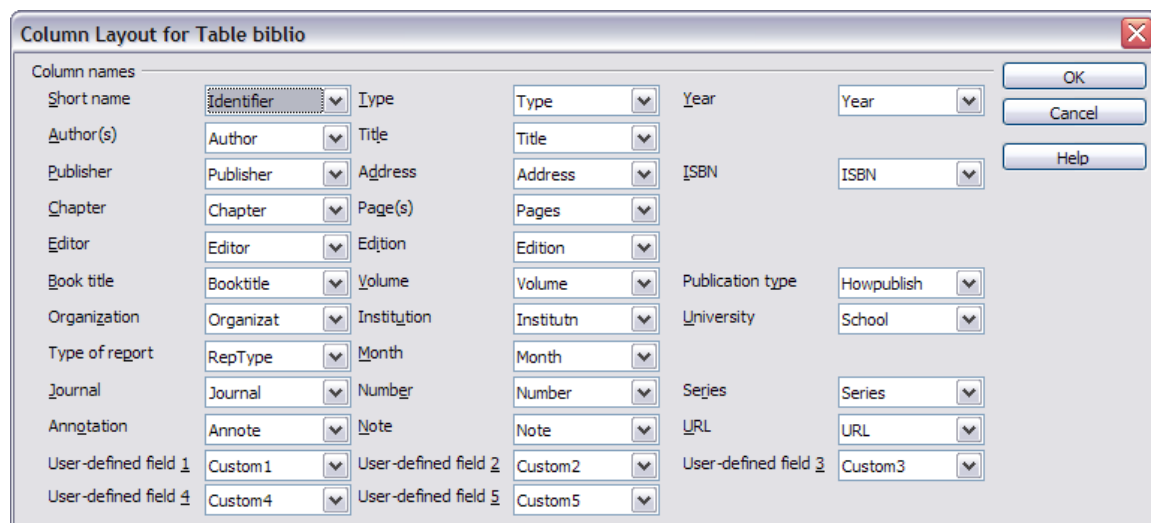 Column Layout for Table biblio
Column names
OK
Short name Identifier Type Type Year Year
Cancel
Author(s) Author Title Title
Help
Publisher Publisher Address Address ISBN ISBN
Chapter Chapter Page(s) Pages
Editor Editor Edition Edition
Book title Booktitle Volume Volume Publication type Howpublish
Organization Organizat Institution Institutn University School
Type of report RepType Month Month
Journal Journal Number Number Series Series
Annotation Annote Note Note URL URL
User-defined field 1 Custom1 User-defined field 2 Custom2 User-defined field 3 Custom3
User-defined field 4 Custom4 User-defined field 5 Custom5